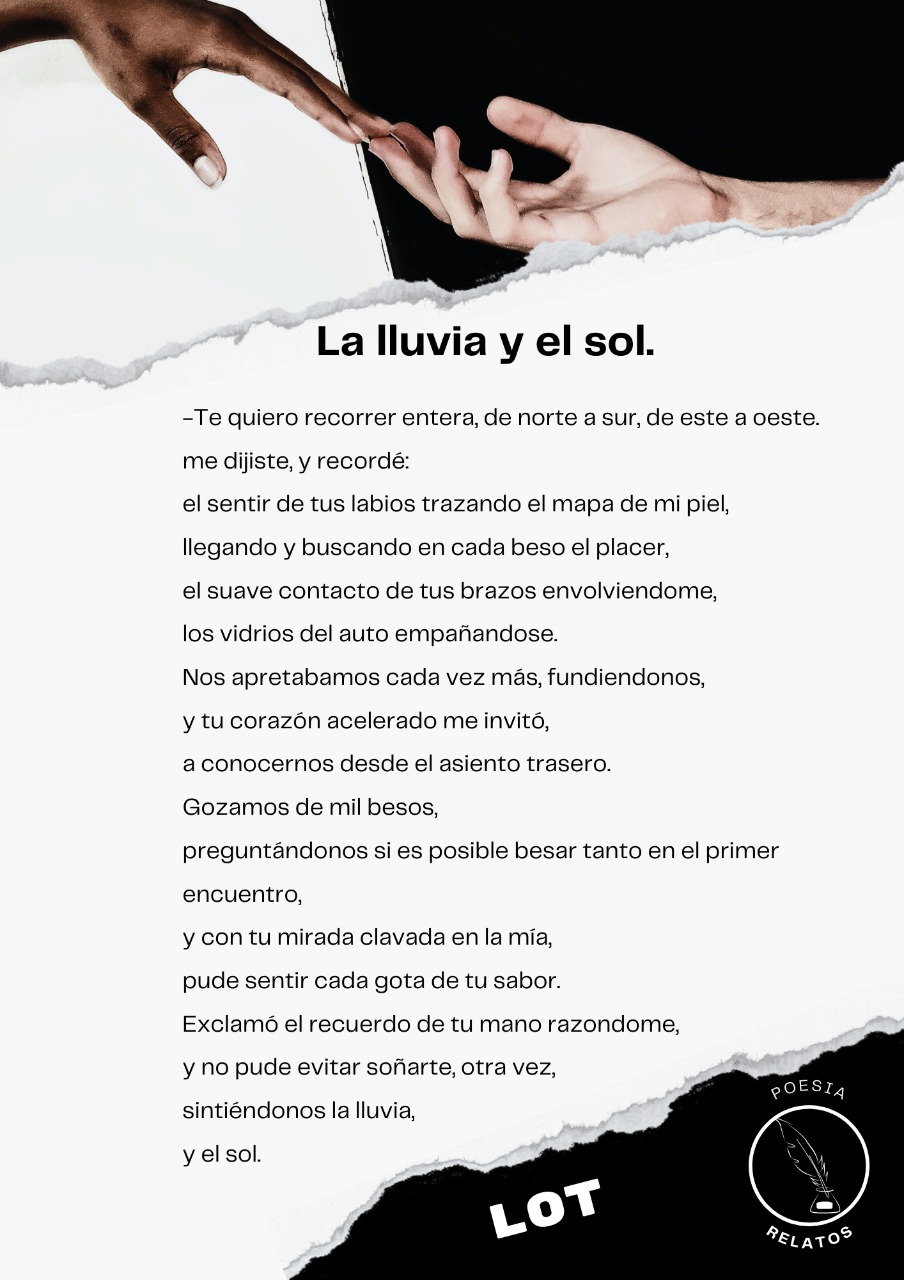 La lluvia y el sol.
–Te quiero recorrer entera, de norte a sur, de este a oeste.
me dijiste, y recordé:
el sentir de tus labios trazando el mapa de mi piel,
llegando y buscando en cada beso el placer,
el suave contacto de tus brazos envolviendome,
los vidrios del auto empañandose.
Nos apretabamos cada vez más, fundiendonos,
y tu corazón acelerado me invitó,
a conocernos desde el asiento trasero.
Gozamos de mil besos,
preguntándonos si es posible besar tanto en el primer
encuentro,
y con tu mirada clavada en la mía,
pude sentir cada gota de tu sabor.
Exclamó el recuerdo de tu mano razondome,
y no pude evitar soñarte, otra vez,
sintiéndonos la lluvia,
y el sol.
LOT
POESIA
RELATOS